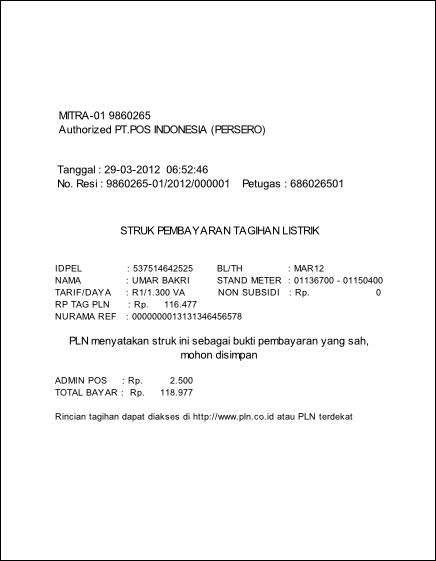 MITRA-01 9860265
Authorized PT.POS INDONESIA (PERSERO)
Tanggal : 29-03-2012 06:52:46
No. Resi : 9860265-01/2012/000001 Petugas : 686026501
STRUK PEMBAYARAN TAGIHAN LISTRIK
IDPEL : 537514642525 BL/TH : MAR12
NAMA : UMAR BAKRI STAND METER : 01136700 - 01150400
TARIF/DAYA : R1/1.300 VA NON SUBSIDI : Rp. 0
RP TAG PLN : Rp. 116.477
NURAMA REF : 0000000013131346456578
PLN menyatakan struk ini sebagai bukti pembayaran yang sah,
mohon disimpan
ADMIN POS : Rp. 2.500
TOTAL BAYAR : Rp. 118.977
Rincian tagihan dapat diakses di http://www.pln.co.id atau PLN terdekat